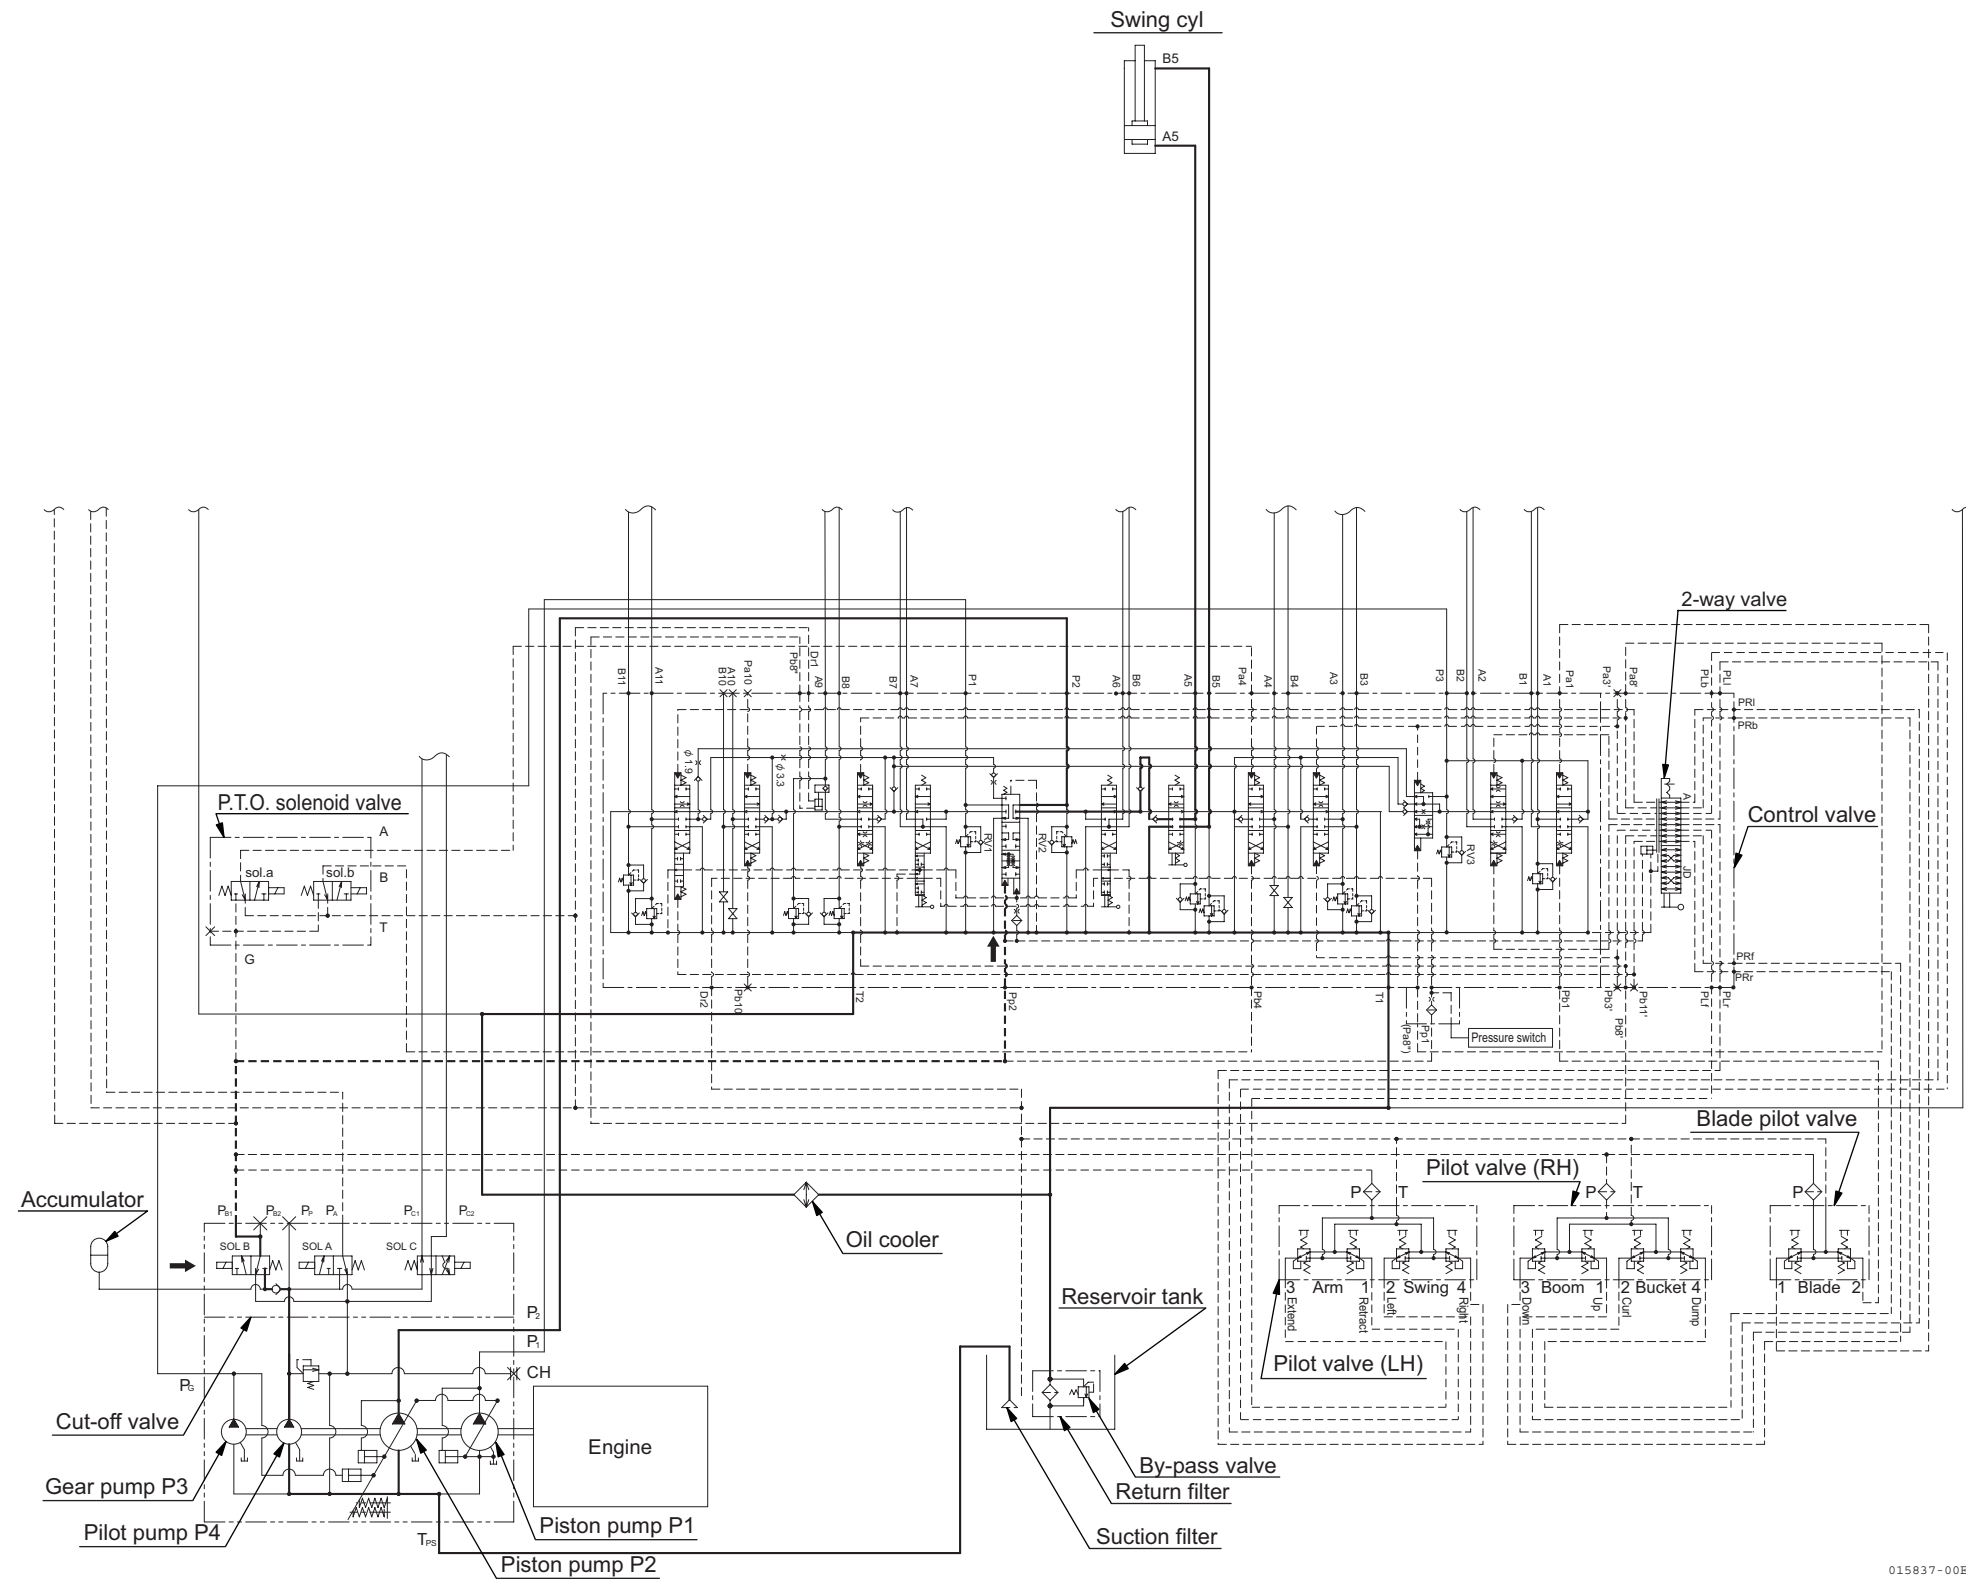 Swing cyl
B5
A5
2-way valve
B11
A11
B10
A10
Pa10
Pb8"
Dr1
A9
B8
B7
A7
P1
P2
A6
B6
A5
B5
Pa4
A4
B4
A3
B3
P3
B2
A2
B1
A1
Pa1
Pa3'
Pa8'
PLb
PLl
PRl
PRb
φ 1.9
φ 3.3
A
P.T.O. solenoid valve
Control valve
A
RV1
RV2
RV3
sol.a
sol.b
B
JD
T
G
PRf
PRr
Dr2
Pb10
T2
Pp2
Pb4
T1
(Pa8")
Pp1
Pb1
Pb3'
Pb8'
Pb11'
PLf
PLr
Pressure switch
Blade pilot valve
Pilot valve (RH)
Accumulator
P T
P T
P
PB1
PB2
PP
PA
PC1
PC2
SOL B
SOL A
SOL C
Oil cooler
3 Arm 1
2 Swing 4
3 Boom 1
2 Bucket 4
1 Blade 2
Extend
Retract
Left
Right
Down
Up
Curl
Dump
Reservoir tank
P2
P1
CH
Pilot valve (LH)
PG
Cut-off valve
Engine
By-pass valve
Gear pump P3
Return filter
Pilot pump P4
Piston pump P1
Suction filter
TPS
Piston pump P2
015837-00E